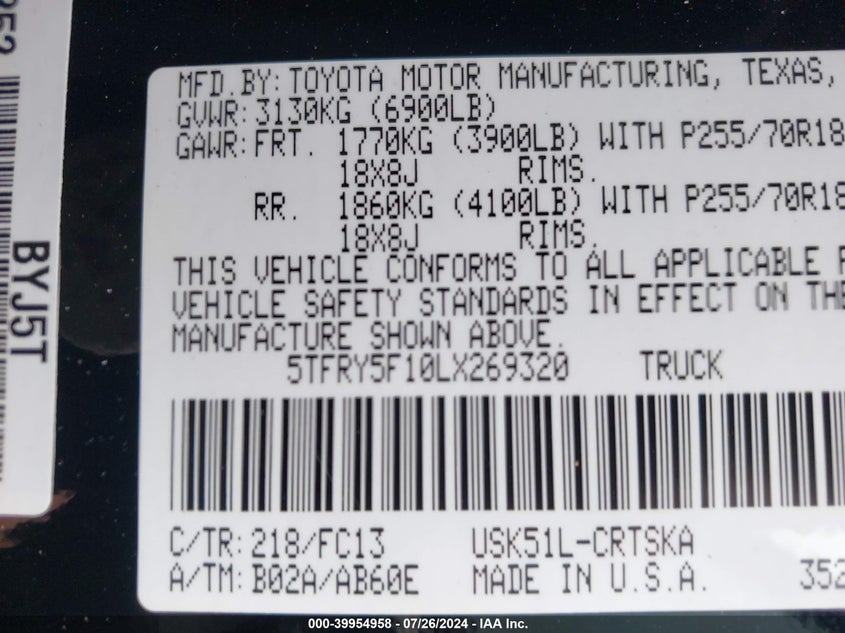 MFD.BY: TOYOTA MOTOR MANUFACTURING, TEXAS,
GVWR: 3130KG (6900LB)
GAWR: FRT. 1770KG (3900LB) WITH P255/70R18
18X8J RIMS.
RR. 1860KG (4100LB) WITH P255/70R18
18X8J RIMS.
THIS VEHICLE CONFORMS TO ALL APPLICABLE
VEHICLE SAFETY STANDARDS IN EFFECT ON THE
MANUFACTURE SHOWN ABOVE.
5TFRY5F10LX269320 TRUCK
C/TR: 218/FC13 USK51L-CRTSKA
A/TM: B02A/AB60E MADE IN U.S.A. 352
BYJ5T
252
000-39954958 - 07/26/2024 - IAA Inc.